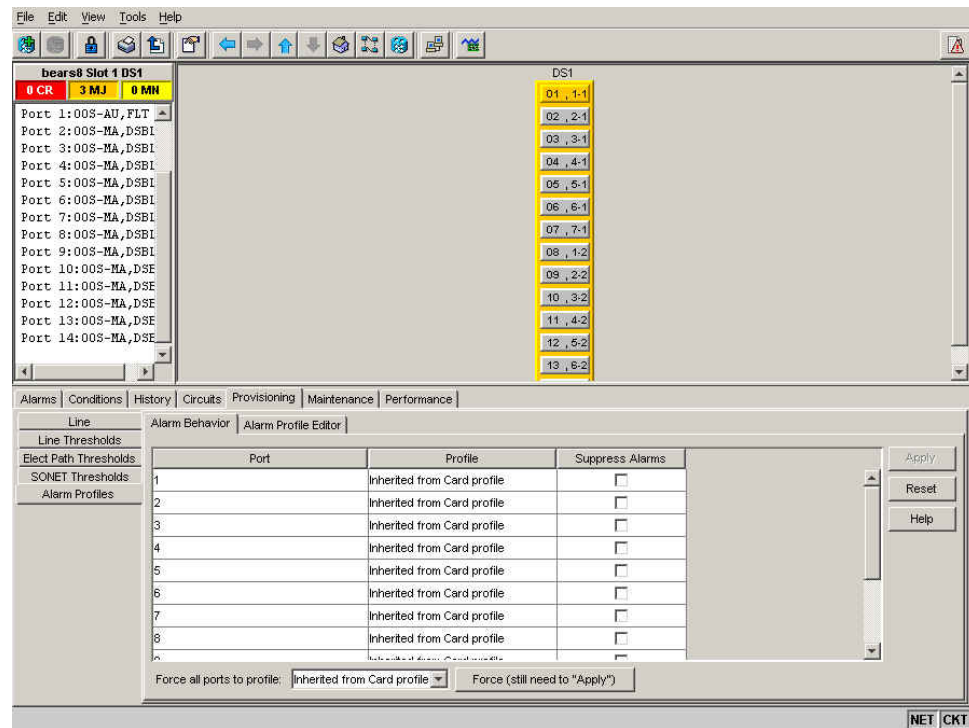 File Edit View Tools Help
bears8 Slot 1 DS1
0 CR 3 MJ 0 MN
Port 1:OOS-AU,FLT
Port 2:OOS-MA,DSBL
Port 3:OOS-MA,DSBL
Port 4:OOS-MA,DSBL
Port 5:OOS-MA,DSBL
Port 6:OOS-MA,DSBL
Port 7:OOS-MA,DSBL
Port 8:OOS-MA,DSBL
Port 9:OOS-MA,DSBL
Port 10:OOS-MA,DSE
Port 11:OOS-MA,DSE
Port 12:OOS-MA,DSE
Port 13:OOS-MA,DSE
Port 14:OOS-MA,DSE
DS1
01 , 1-1
02 , 2-1
03 , 3-1
04 , 4-1
05 , 5-1
06 , 6-1
07 , 7-1
08 , 1-2
09 , 2-2
10 , 3-2
11 , 4-2
12 , 5-2
13 , 6-2
Alarms Conditions History Circuits Provisioning Maintenance Performance
Line
Line Thresholds
Elect Path Thresholds
SONET Thresholds
Alarm Profiles
Alarm Behavior Alarm Profile Editor
Port Profile Suppress Alarms
1 Inherited from Card profile
2 Inherited from Card profile
3 Inherited from Card profile
4 Inherited from Card profile
5 Inherited from Card profile
6 Inherited from Card profile
7 Inherited from Card profile
8 Inherited from Card profile
Apply
Reset
Help
Force all ports to profile: Inherited from Card profile Force (still need to "Apply")
NET CKT